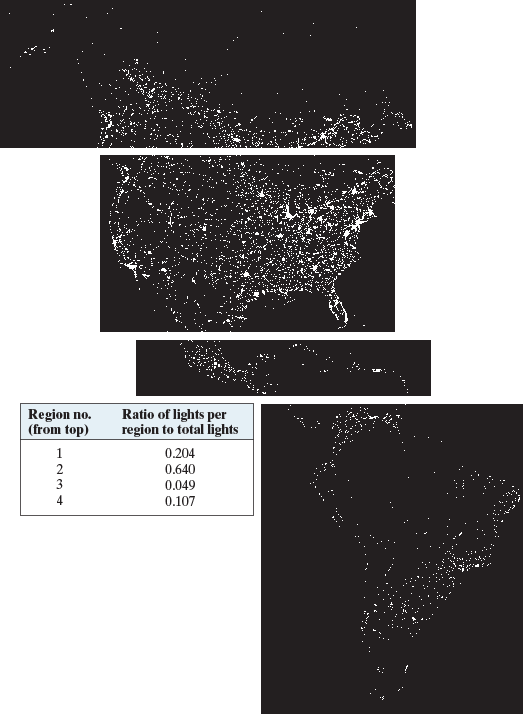 Region no. Ratio of lights per
(from top) region to total lights
1 0.204
2 0.640
3 0.049
4 0.107